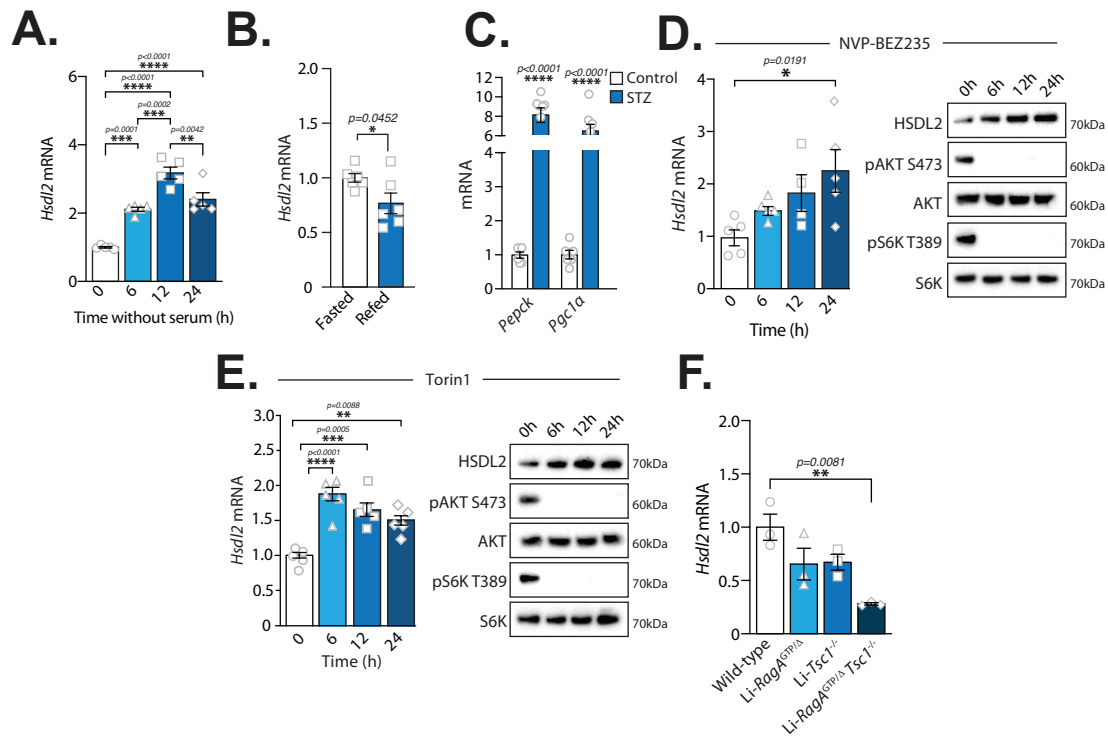 A.
p<0.0001
****
p<0.0001
****
p=0.0002
***
p=0.0001
***
p=0.0042
**
Hsdl2 mRNA
6
4
2
0
0 6 12 24
Time without serum (h)
B.
p=0.0452
*
Hsdl2 mRNA
2.0
1.5
1.0
0.5
0.0
Fasted Refed
C.
p<0.0001 p<0.0001
**** ****
Control
STZ
mRNA
12
10
8
6
4
2
1
0
Pepck Pgc1a
D.
NVP-BEZ235
p=0.0191
*
Hsdl2 mRNA
4
3
2
1
0
0 6 12 24
Time (h)
0h 6h 12h 24h
HSDL2 70kDa
pAKT S473 60kDa
AKT 60kDa
pS6K T389 70kDa
S6K 70kDa
E.
Torin1
p=0.0088
**
p=0.0005
***
p<0.0001
****
Hsdl2 mRNA
3.0
2.5
2.0
1.5
1.0
0.5
0.0
0 6 12 24
Time (h)
0h 6h 12h 24h
HSDL2 70kDa
pAKT S473 60kDa
AKT 60kDa
pS6K T389 70kDa
S6K 70kDa
F.
p=0.0081
**
Hsdl2 mRNA
2.0
1.5
1.0
0.5
0
Wild-type
Li-RagA^GTP/Δ
Li-Tsc1^-/-
Li-RagA^GTP/Δ Tsc1^-/-